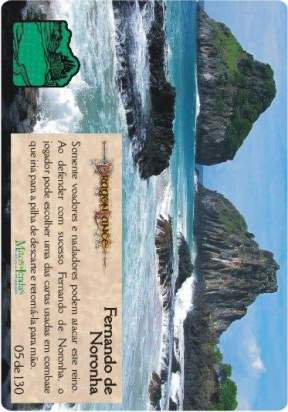 Fernando de
Noronha
DragonLance
Somente voadores e nadadores podem atacar este reino.
Ao defender com sucesso Fernando de Noronha, o
jogador pode escolher uma das cartas usadas em combate
que iria para a pilha de descarte e retorná-la para mão.
05 de 130